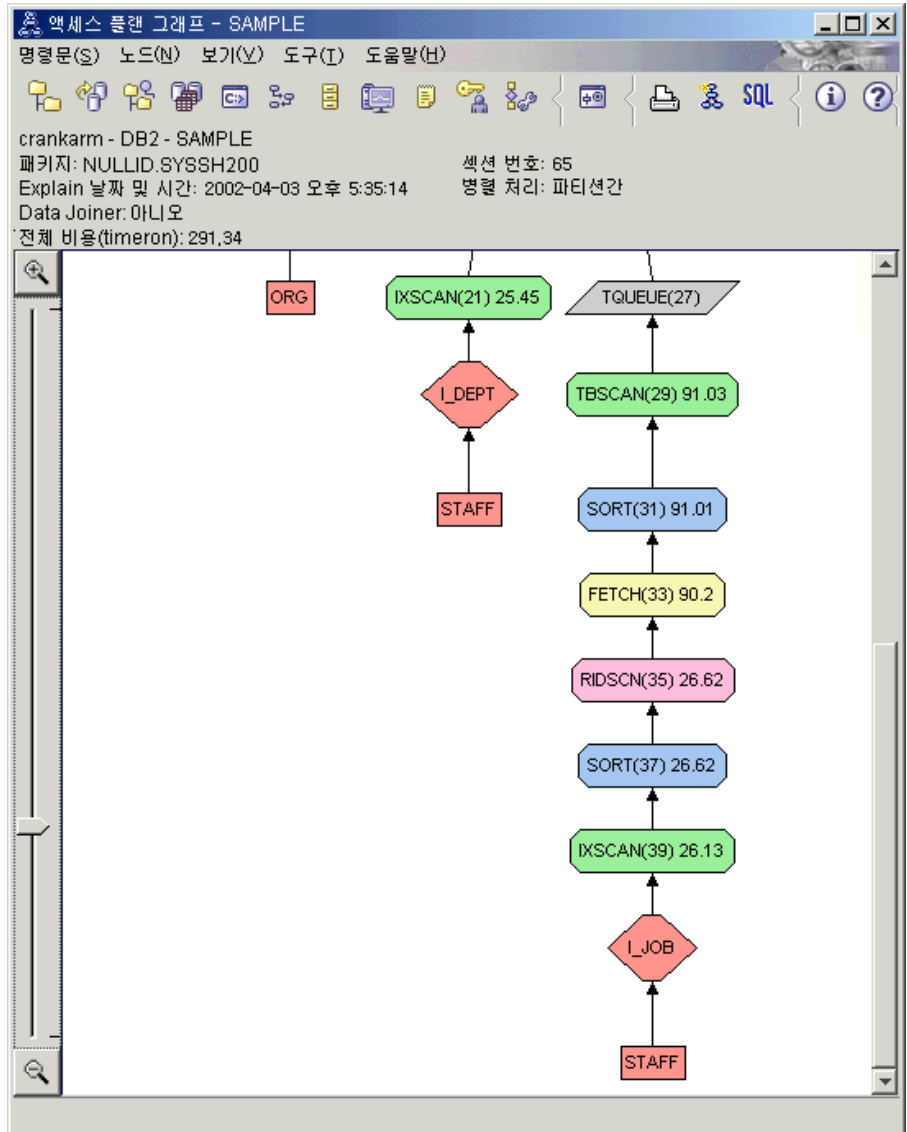 액세스 플랜 그래프 - SAMPLE
명령문(S) 노드(N) 보기(V) 도구(T) 도움말(H)
SQL
crankarm - DB2 - SAMPLE
패키지: NULLID.SYSSH200 섹션 번호: 65
Explain 날짜 및 시간: 2002-04-03 오후 5:35:14 병렬 처리: 파티션간
Data Joiner: 아니오
전체 비용(timeron): 291,34
ORG
IXSCAN(21) 25.45
TQUEUE(27)
I_DEPT
TBSCAN(29) 91.03
STAFF
SORT(31) 91.01
FETCH(33) 90.2
RIDSCN(35) 26.62
SORT(37) 26.62
IXSCAN(39) 26.13
I_JOB
STAFF